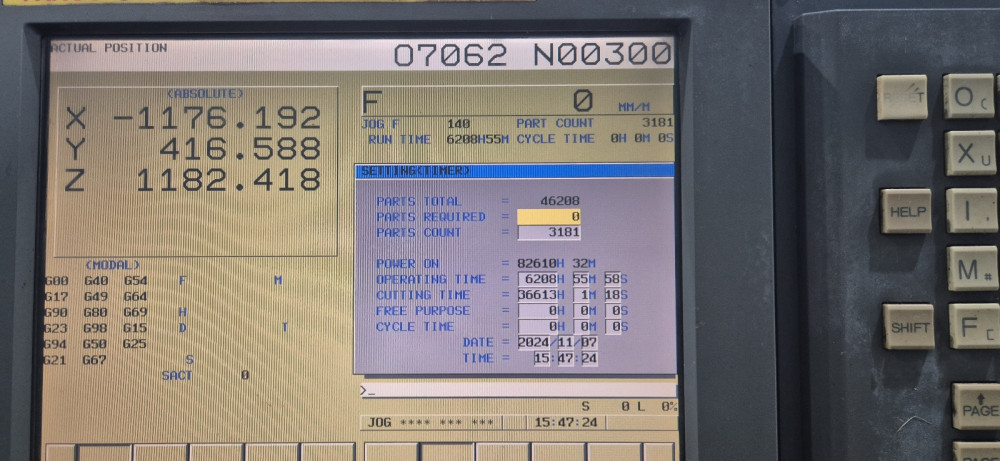 ACTUAL POSITION
O7062 N00300
(ABSOLUTE)
X -1176.192
Y 416.588
Z 1182.418
F 0 MM/M
JOG F 140 PART COUNT 3181
RUN TIME 6208H55M CYCLE TIME 0H 0M 0S
SETTING(TIMER)
PARTS TOTAL = 46208
PARTS REQUIRED = 0
PARTS COUNT = 3181
POWER ON = 82610H 32M
OPERATING TIME = 6208H 55M 58S
CUTTING TIME = 36613H 1M 18S
FREE PURPOSE = 0H 0M 0S
CYCLE TIME = 0H 0M 0S
DATE = 2024/11/07
TIME = 15:47:24
(MODAL)
G00 G40 G54 F M
G17 G49 G64
G90 G80 G69 H
G23 G98 G15 D T
G94 G50 G25
G21 G67 S
SACT 0
>_
S 0 L 0%
JOG **** *** *** 15:47:24
O (
X U
HELP
I ,
M #
SHIFT
F [
PAGE
PAGE